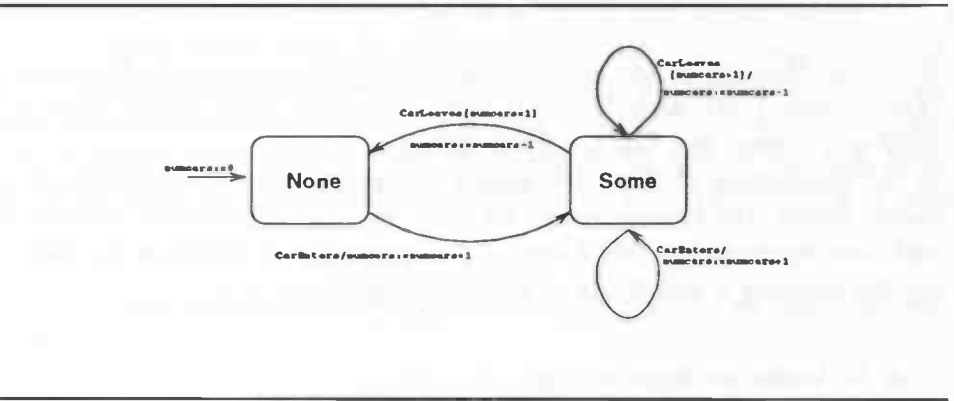 CarLeaves
[numcars>1]/
numcars:=numcars-1
CarLeaves[numcars=1]
numcars:=numcars-1
numcars:=0
None
Some
CarEnters/numcars:=numcars+1
CarEnters/
numcars:=numcars+1